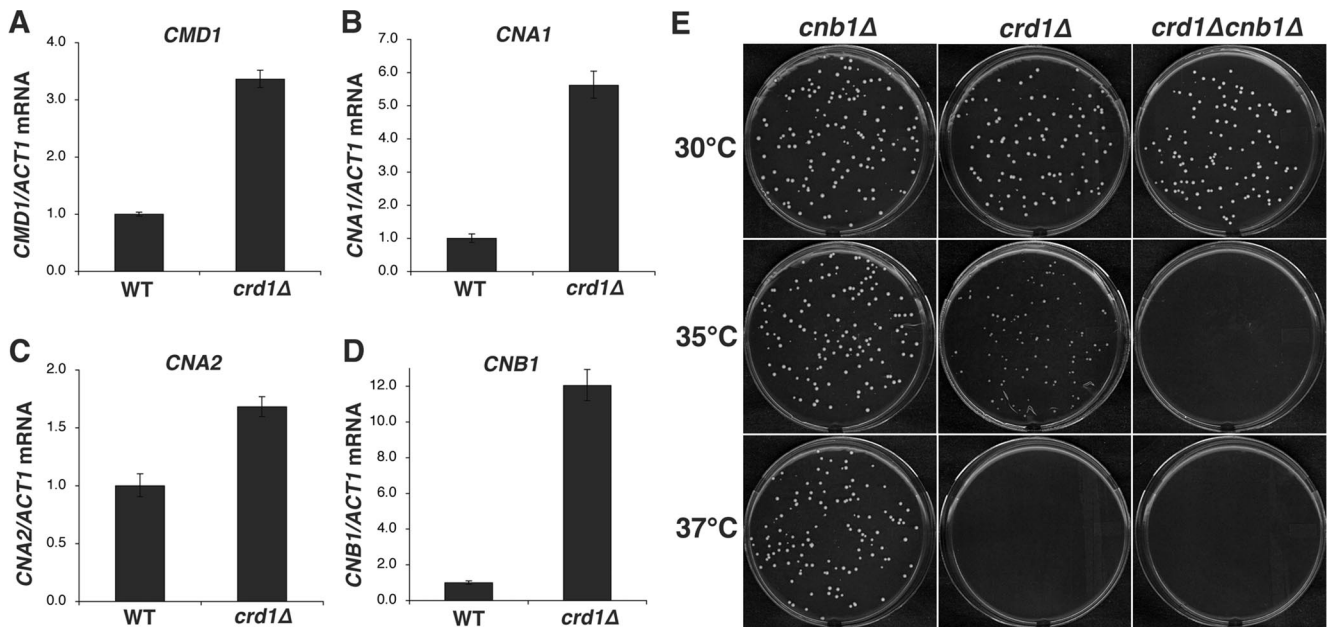 A
CMD1
CMD1/ACT1 mRNA
4.0
3.0
2.0
1.0
0.0
WT
crd1Δ
B
CNA1
CNA1/ACT1 mRNA
7.0
6.0
5.0
4.0
3.0
2.0
1.0
0.0
WT
crd1Δ
C
CNA2
CNA2/ACT1 mRNA
2.0
1.5
1.0
0.5
0.0
WT
crd1Δ
D
CNB1
CNB1/ACT1 mRNA
12.0
10.0
8.0
6.0
4.0
2.0
0.0
WT
crd1Δ
E
cnb1Δ
crd1Δ
crd1Δcnb1Δ
30°C
35°C
37°C